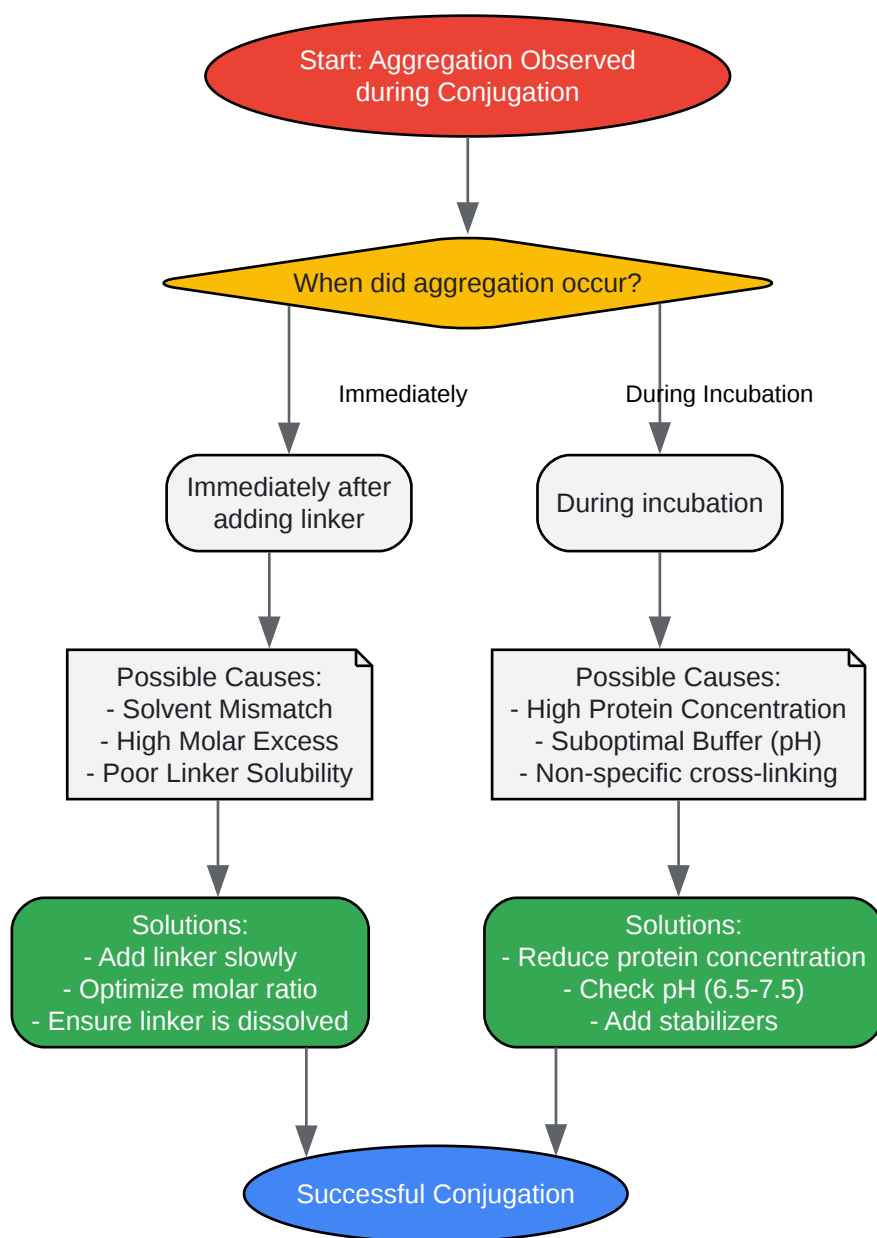 Start: Aggregation Observed
during Conjugation
When did aggregation occur?
Immediately
During Incubation
Immediately after
adding linker
During incubation
Possible Causes:
- Solvent Mismatch
- High Molar Excess
- Poor Linker Solubility
Possible Causes:
- High Protein Concentration
- Suboptimal Buffer (pH)
- Non-specific cross-linking
Solutions:
- Add linker slowly
- Optimize molar ratio
- Ensure linker is dissolved
Solutions:
- Reduce protein concentration
- Check pH (6.5-7.5)
- Add stabilizers
Successful Conjugation